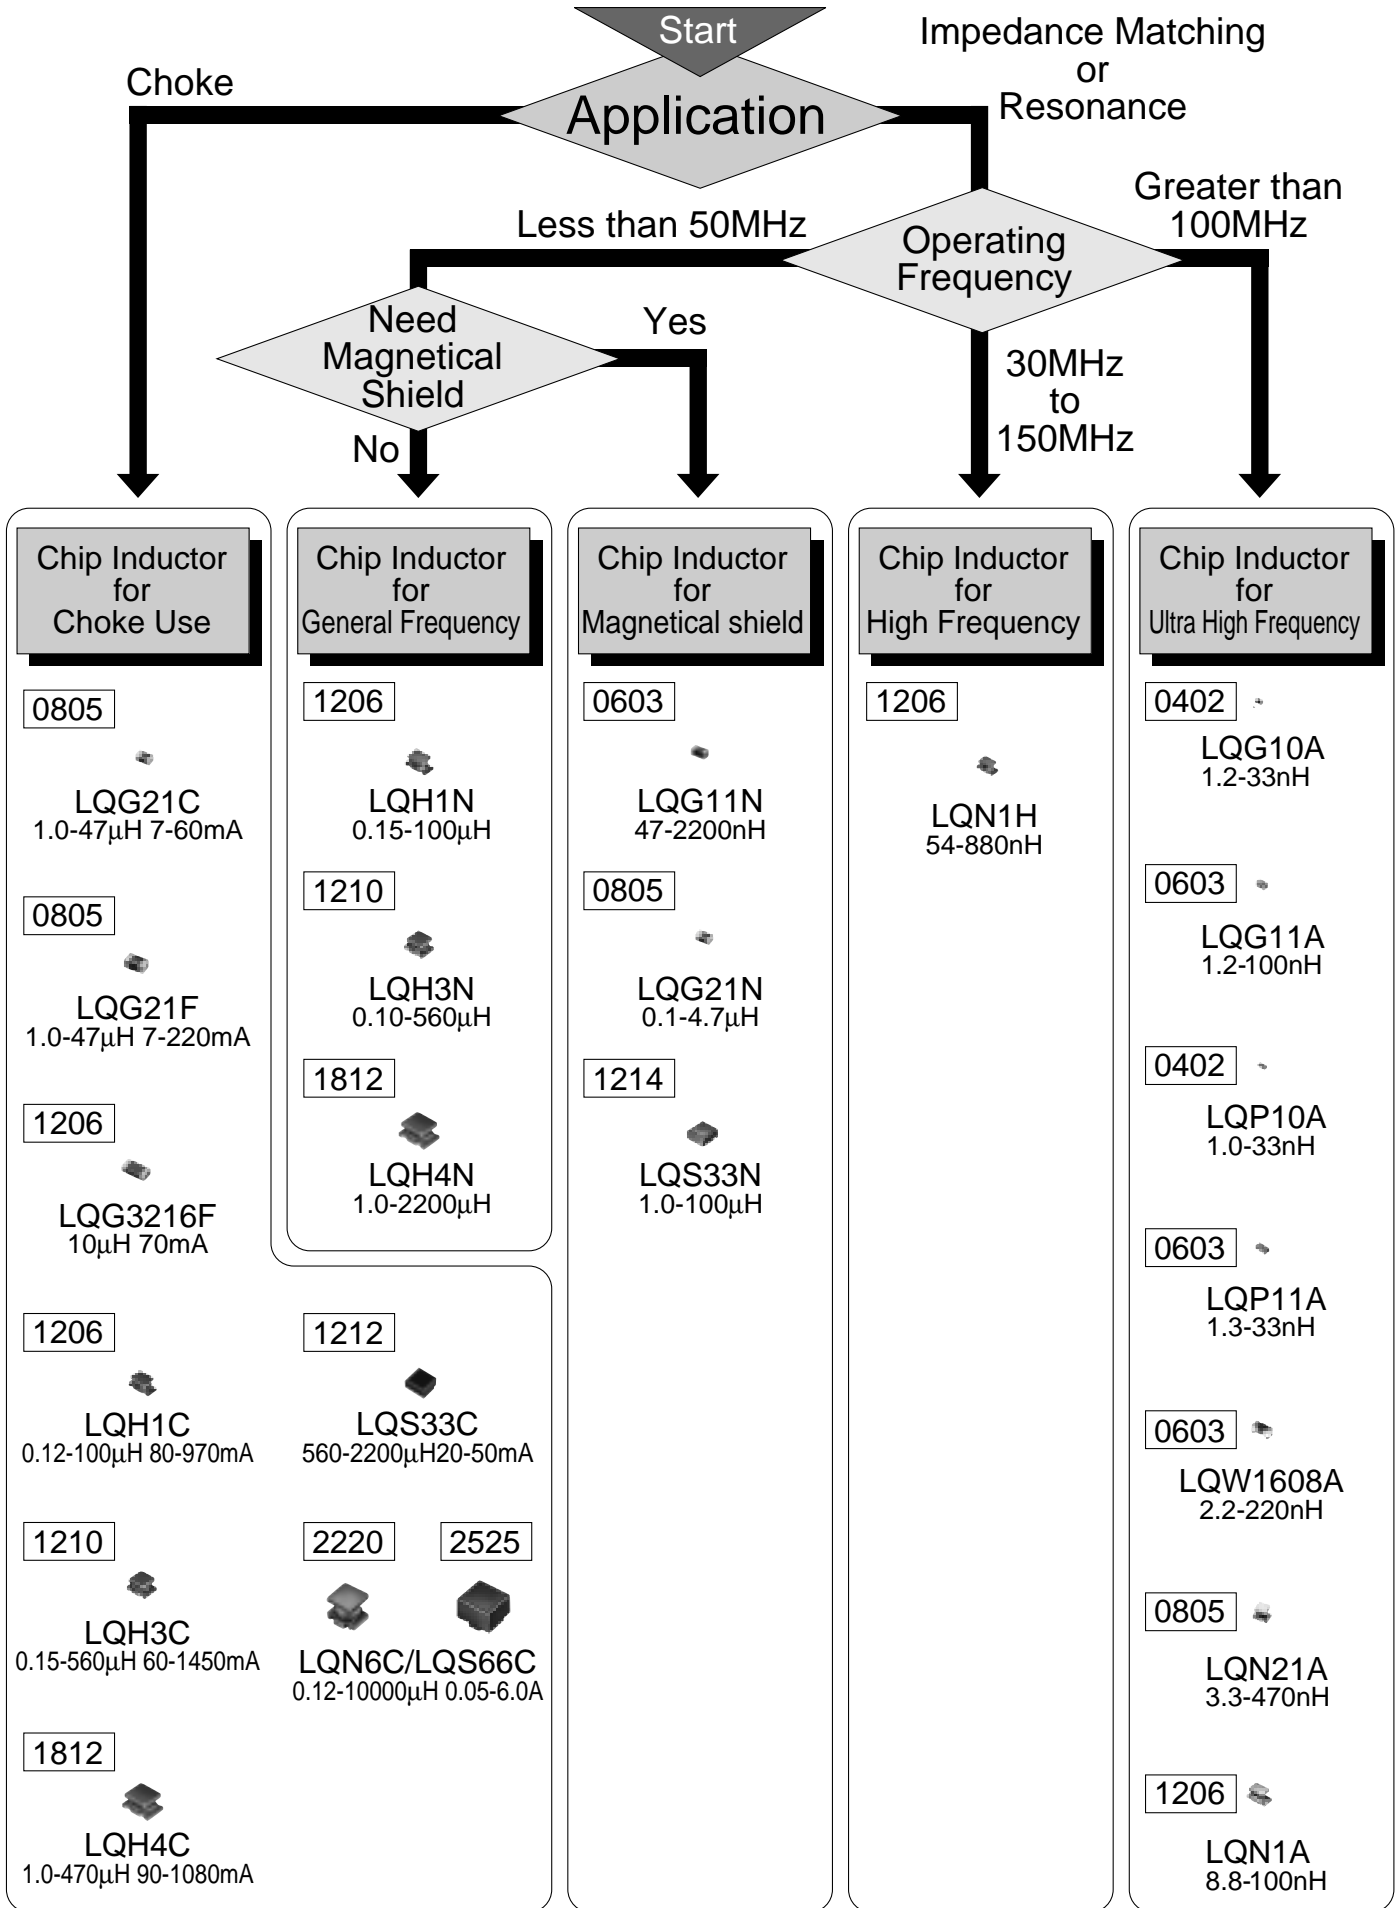 Start
Application
Choke
Impedance Matching
or
Resonance
Less than 50MHz
Operating
Frequency
Greater than
100MHz
Need
Magnetical
Shield
Yes
No
30MHz
to
150MHz
Chip Inductor
for
Choke Use
0805
LQG21C
1.0-47μH 7-60mA
0805
LQG21F
1.0-47μH 7-220mA
1206
LQG3216F
10μH 70mA
1206
LQH1C
0.12-100μH 80-970mA
1210
LQH3C
0.15-560μH 60-1450mA
1812
LQH4C
1.0-470μH 90-1080mA
1212
LQS33C
560-2200μH20-50mA
2220 2525
LQN6C/LQS66C
0.12-10000μH 0.05-6.0A
Chip Inductor
for
General Frequency
1206
LQH1N
0.15-100μH
1210
LQH3N
0.10-560μH
1812
LQH4N
1.0-2200μH
Chip Inductor
for
Magnetical shield
0603
LQG11N
47-2200nH
0805
LQG21N
0.1-4.7μH
1214
LQS33N
1.0-100μH
Chip Inductor
for
High Frequency
1206
LQN1H
54-880nH
Chip Inductor
for
Ultra High Frequency
0402
LQG10A
1.2-33nH
0603
LQG11A
1.2-100nH
0402
LQP10A
1.0-33nH
0603
LQP11A
1.3-33nH
0603
LQW1608A
2.2-220nH
0805
LQN21A
3.3-470nH
1206
LQN1A
8.8-100nH